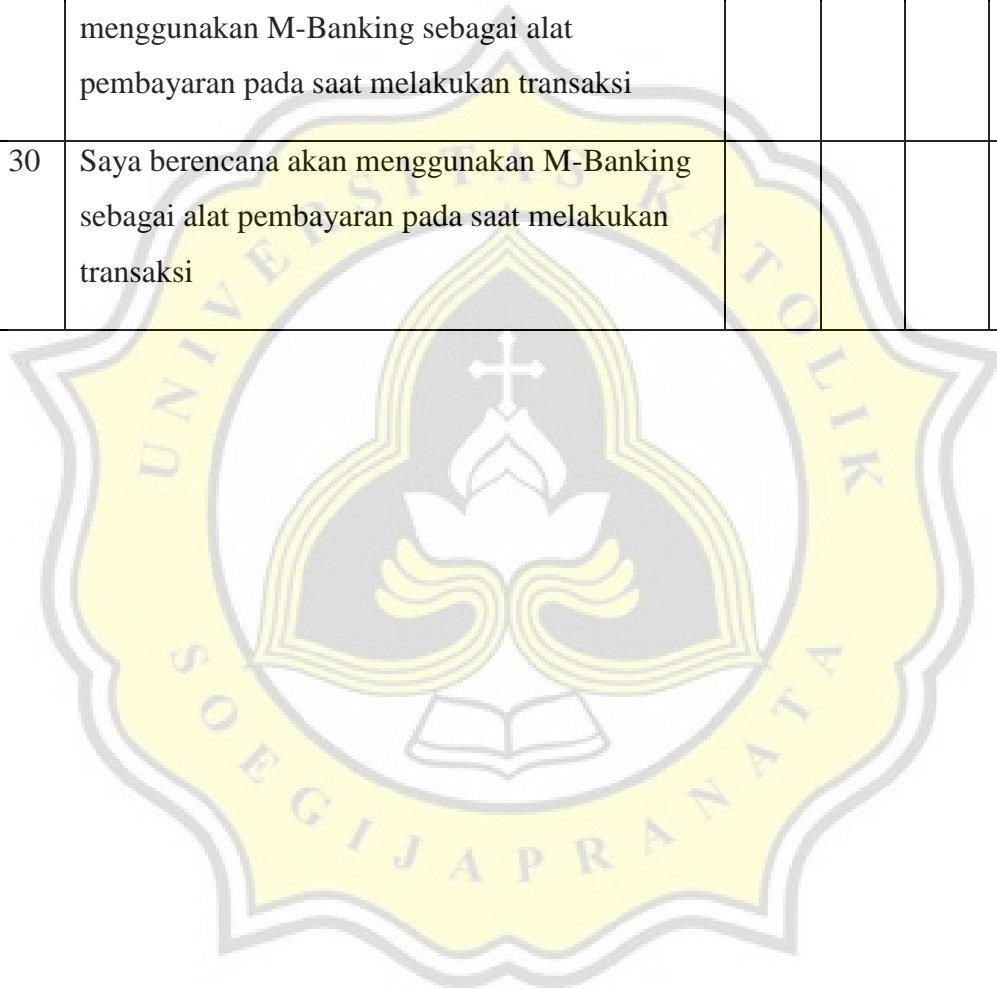 menggunakan M-Banking sebagai alat
pembayaran pada saat melakukan transaksi
30 Saya berencana akan menggunakan M-Banking
sebagai alat pembayaran pada saat melakukan
transaksi
UNIVERSITAS KATOLIK
SOEGIJAPRANATA